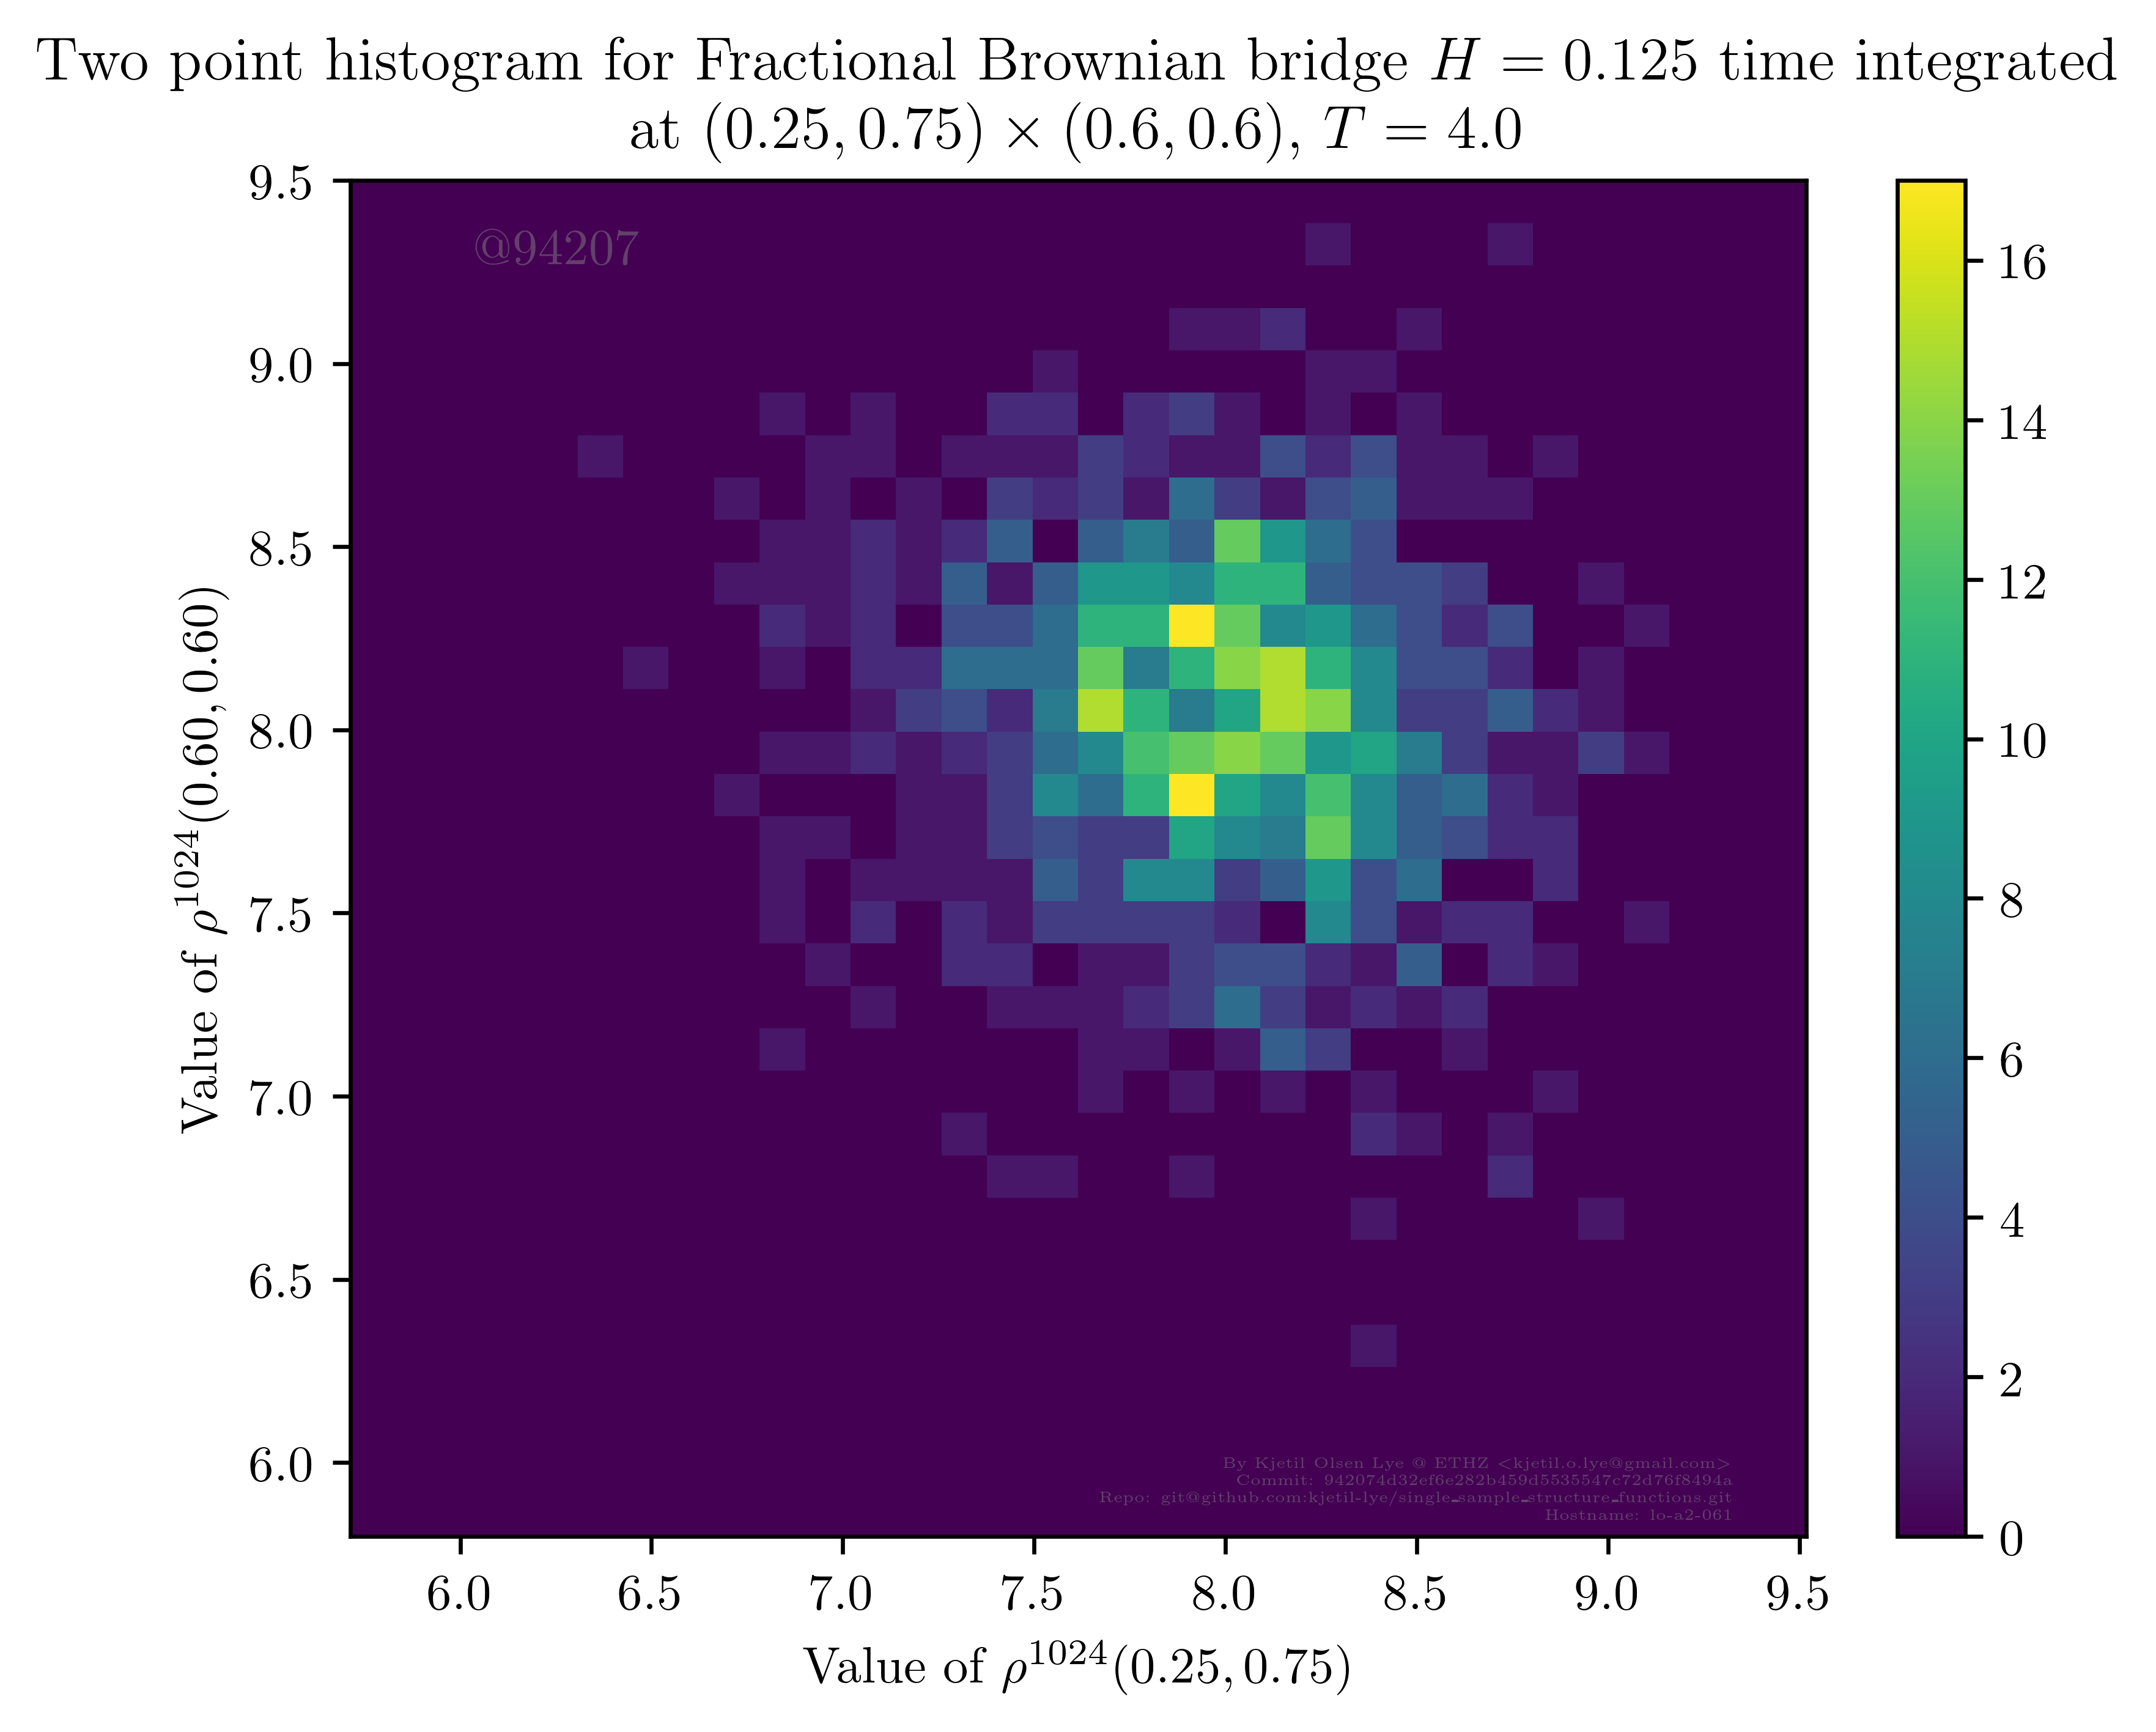 Two point histogram for Fractional Brownian bridge H = 0.125 time integrated
at (0.25, 0.75) × (0.6, 0.6), T = 4.0
@94207
9.5
9.0
8.5
8.0
7.5
7.0
6.5
6.0
Value of ρ¹⁰²⁴(0.60, 0.60)
16
14
12
10
8
6
4
2
0
By Kjetil Olsen Lye @ ETHZ <kjetil.o.lye@gmail.com>
Commit: 942074d32ef6e282b459d5535547c72d76f8494a
Repo: git@github.com:kjetil-lye/single_sample_structure_functions.git
Hostname: lo-a2-061
6.0 6.5 7.0 7.5 8.0 8.5 9.0 9.5
Value of ρ¹⁰²⁴(0.25, 0.75)